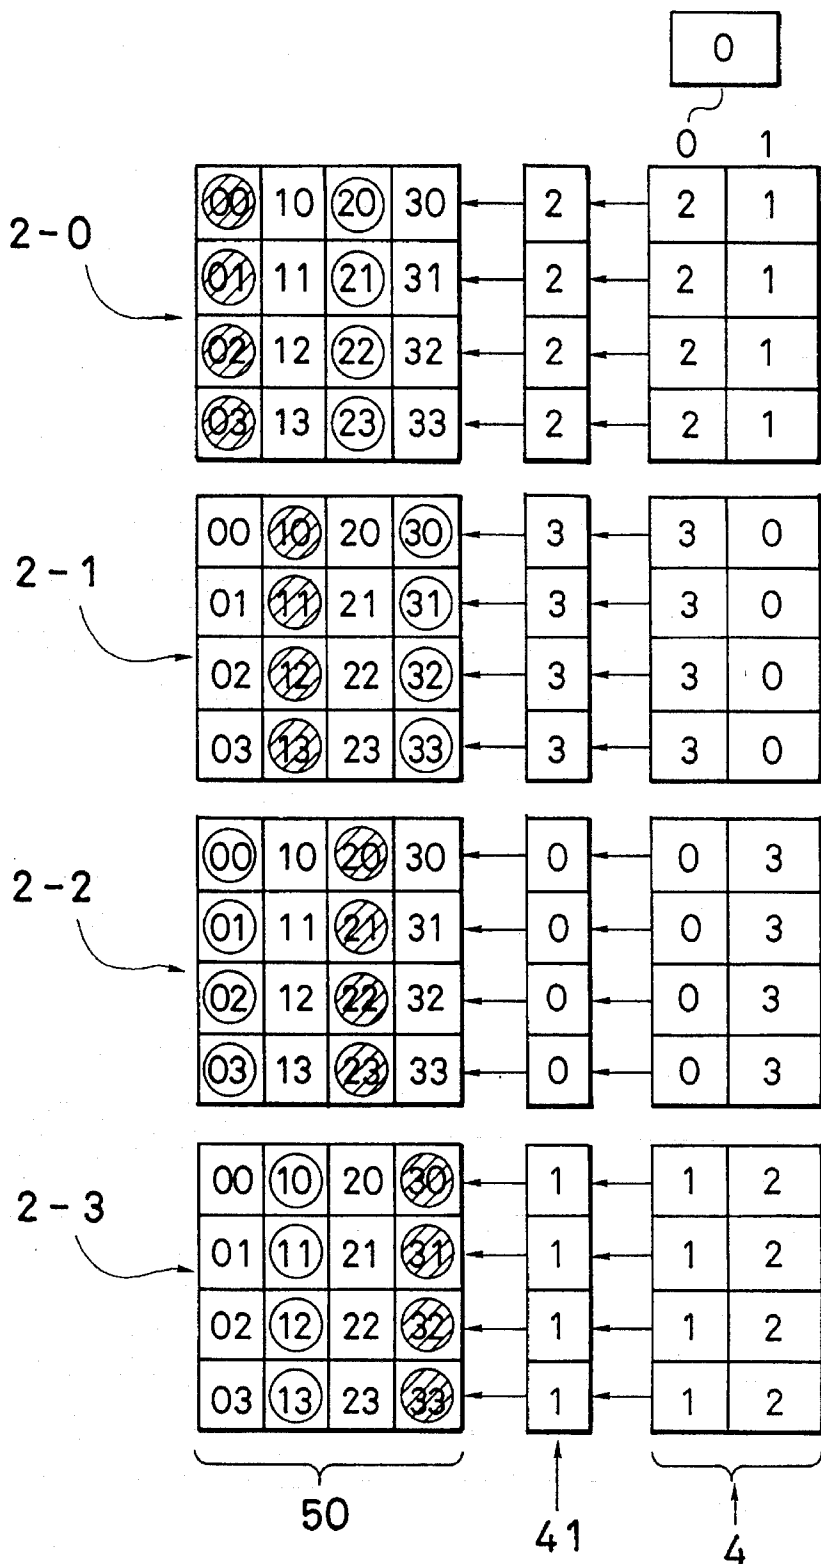 0
0 1
00 10 20 30 2 2 1
2-0
01 11 21 31 2 2 1
02 12 22 32 2 2 1
03 13 23 33 2 2 1
00 10 20 30 3 3 0
2-1
01 11 21 31 3 3 0
02 12 22 32 3 3 0
03 13 23 33 3 3 0
00 10 20 30 0 0 3
2-2
01 11 21 31 0 0 3
02 12 22 32 0 0 3
03 13 23 33 0 0 3
00 10 20 30 1 1 2
2-3
01 11 21 31 1 1 2
02 12 22 32 1 1 2
03 13 23 33 1 1 2
50 41 4